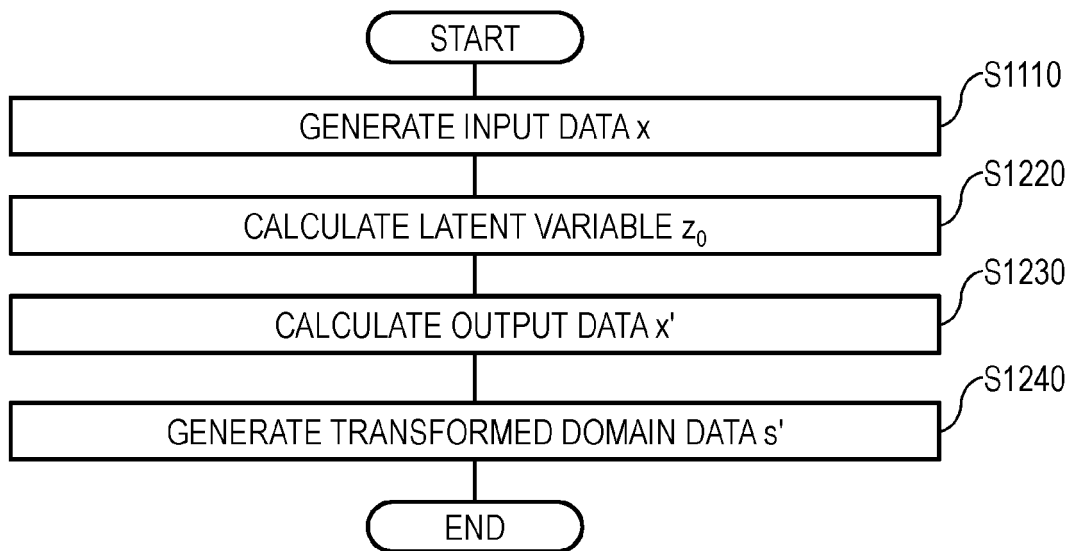 START
S1110
GENERATE INPUT DATA x
S1220
CALCULATE LATENT VARIABLE z₀
S1230
CALCULATE OUTPUT DATA x'
S1240
GENERATE TRANSFORMED DOMAIN DATA s'
END